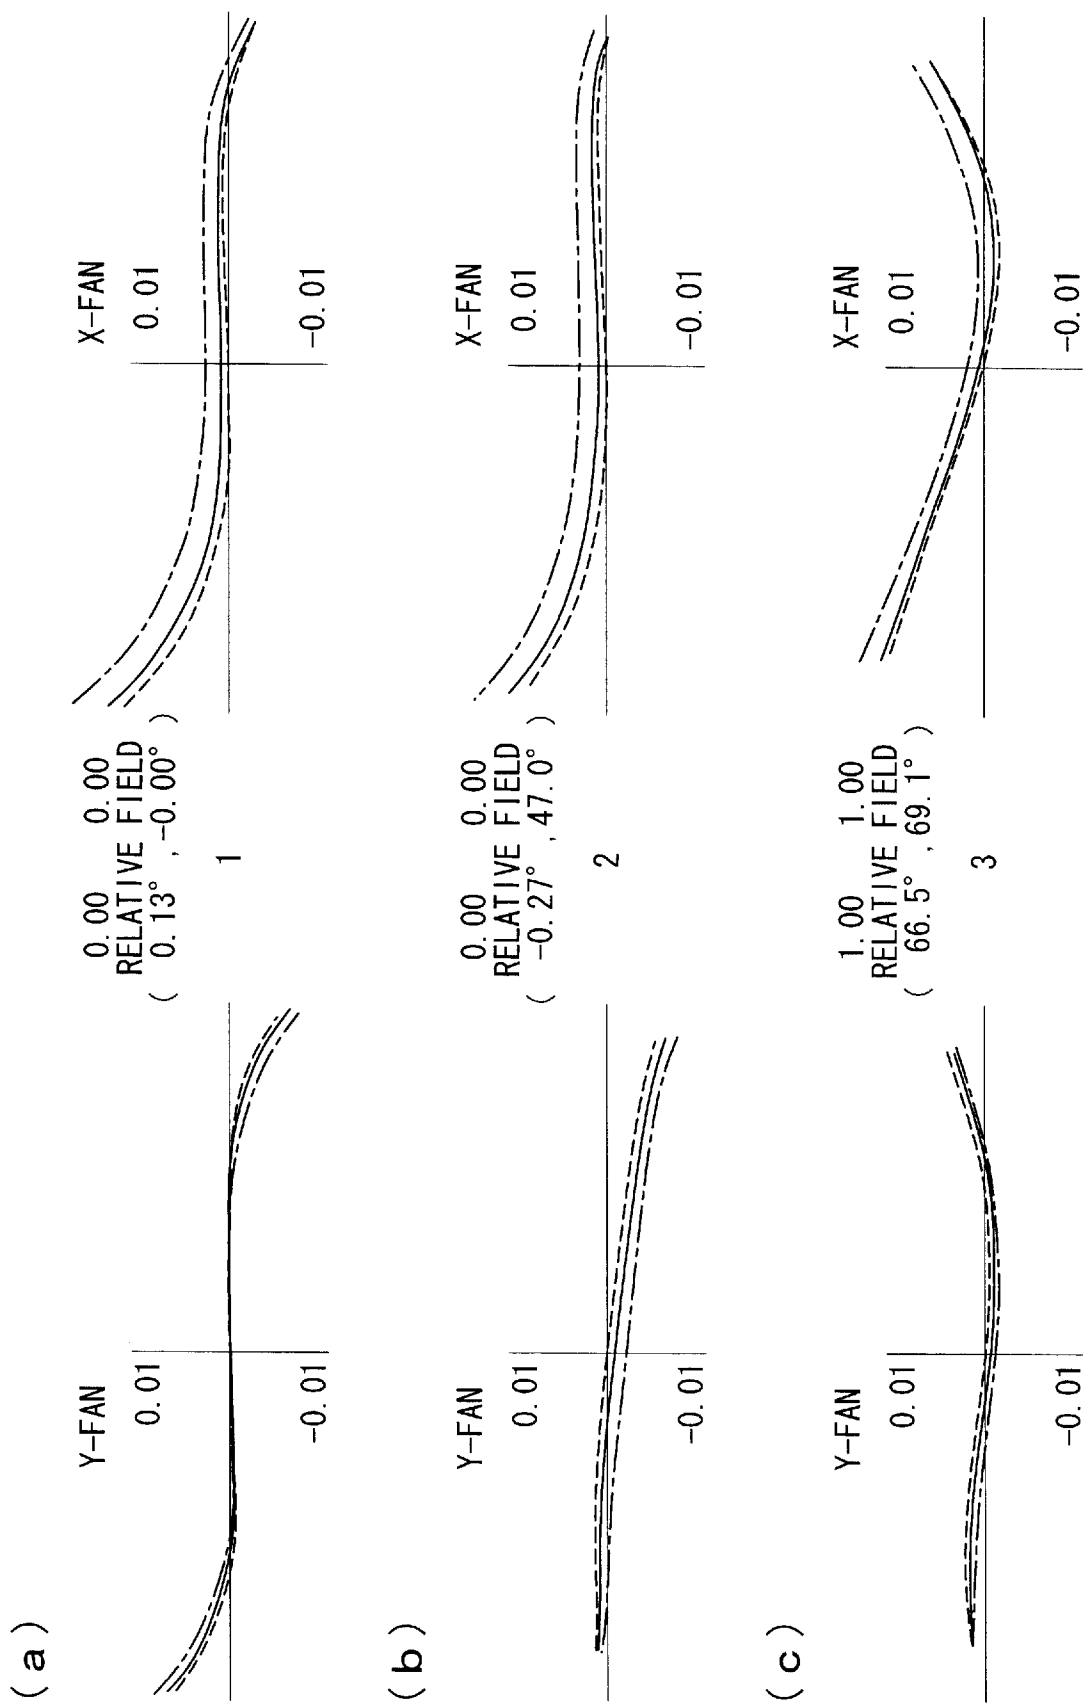 (a)
Y-FAN
0.01
-0.01
0.00 0.00
RELATIVE FIELD
( 0.13° ,-0.00° )
1
X-FAN
0.01
-0.01
(b)
Y-FAN
0.01
-0.01
0.00 0.00
RELATIVE FIELD
( -0.27° ,47.0° )
2
X-FAN
0.01
-0.01
(c)
Y-FAN
0.01
-0.01
1.00 1.00
RELATIVE FIELD
( 66.5° ,69.1° )
3
X-FAN
0.01
-0.01